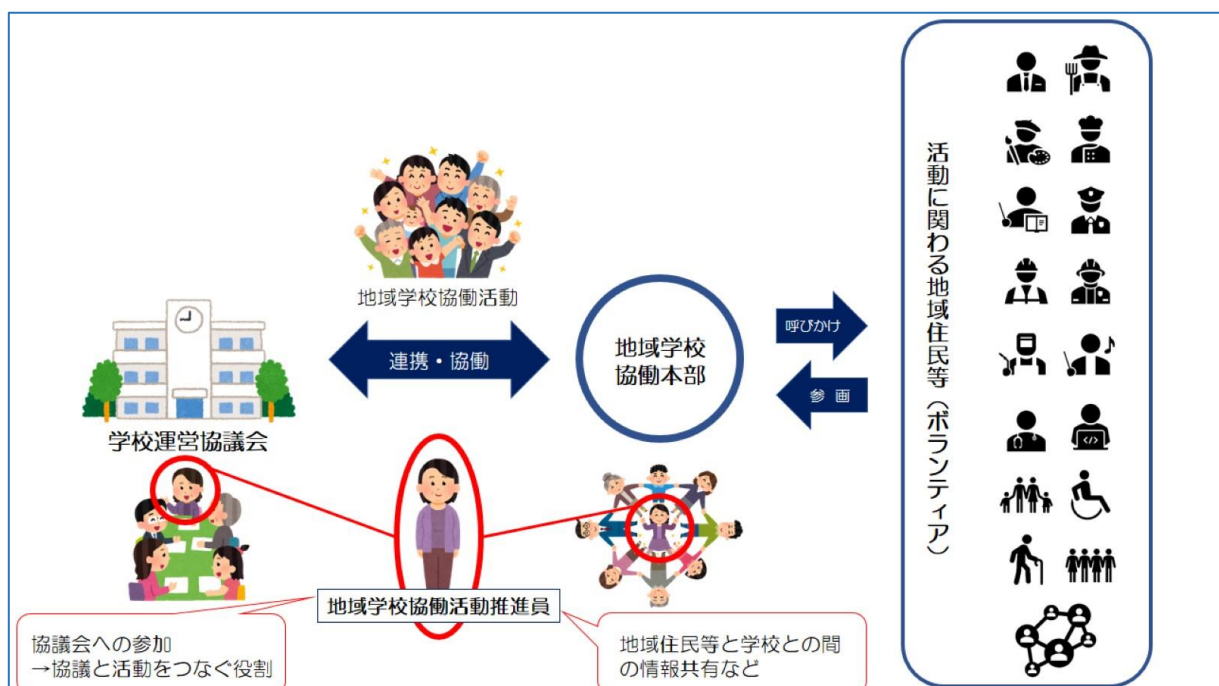 地域学校協働活動
連携・協働
学校運営協議会
地域学校
協働本部
呼びかけ
参 画
活動に関わる地域住民等（ボランティア）
地域学校協働活動推進員
協議会への参加
→協議と活動をつなぐ役割
地域住民等と学校との間
の情報共有など